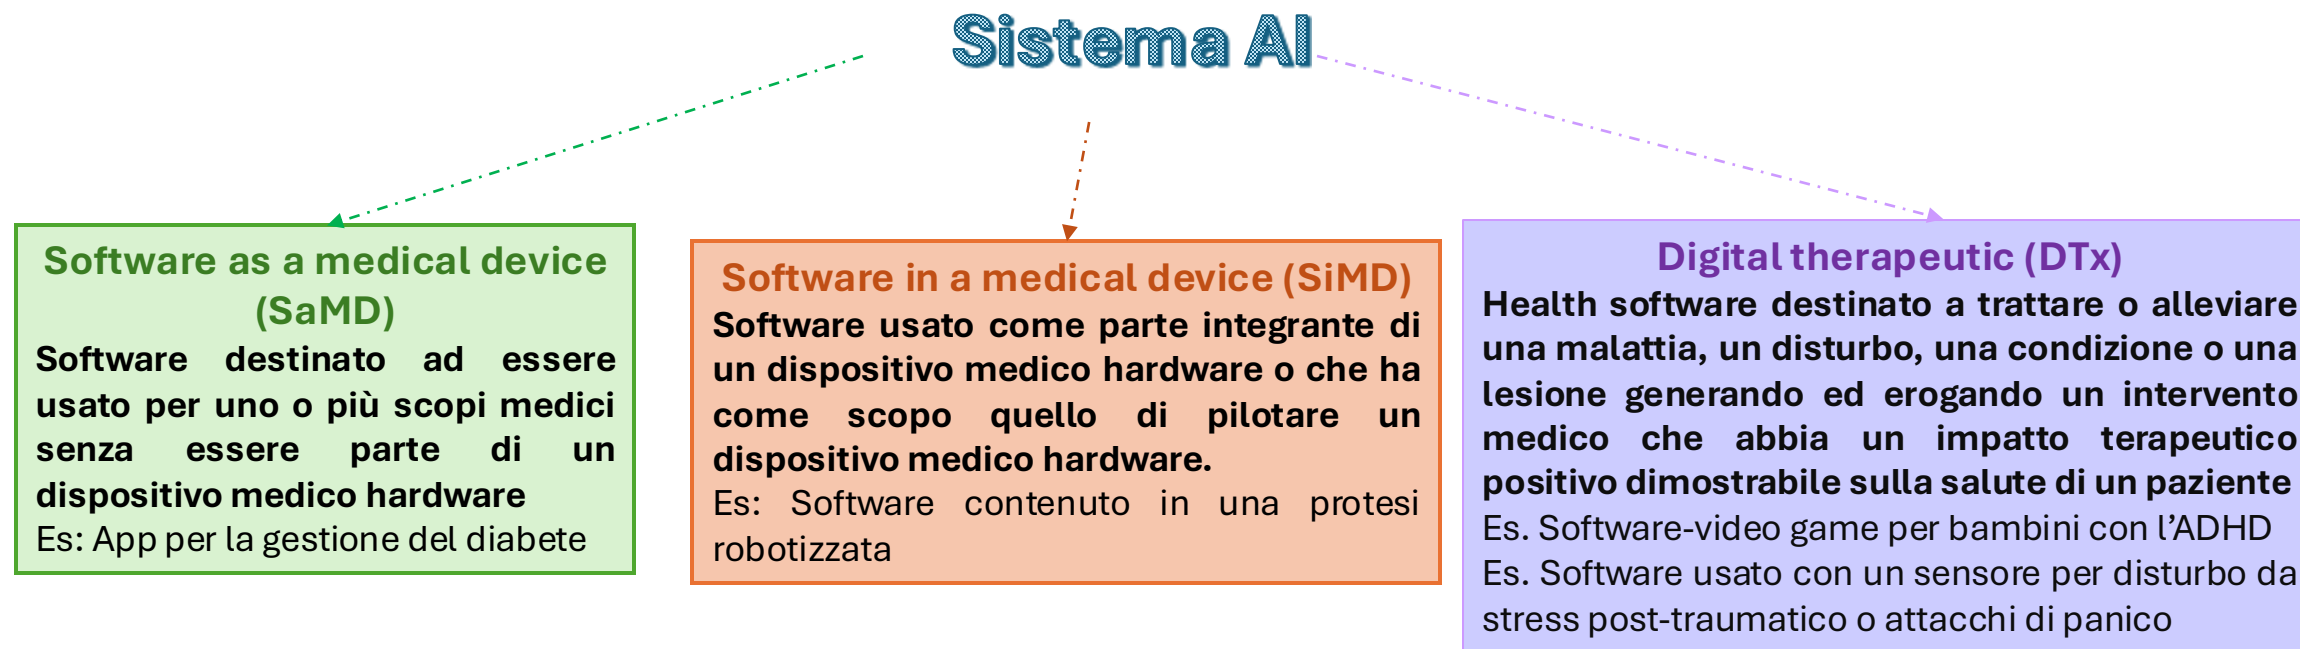 Sistema AI
Software as a medical device
(SaMD)
Software destinato ad essere
usato per uno o più scopi medici
senza essere parte di un
dispositivo medico hardware
Es: App per la gestione del diabete
Software in a medical device (SiMD)
Software usato come parte integrante di
un dispositivo medico hardware o che ha
come scopo quello di pilotare un
dispositivo medico hardware.
Es: Software contenuto in una protesi
robotizzata
Digital therapeutic (DTx)
Health software destinato a trattare o alleviare
una malattia, un disturbo, una condizione o una
lesione generando ed erogando un intervento
medico che abbia un impatto terapeutico
positivo dimostrabile sulla salute di un paziente
Es. Software-video game per bambini con l’ADHD
Es. Software usato con un sensore per disturbo da
stress post-traumatico o attacchi di panico